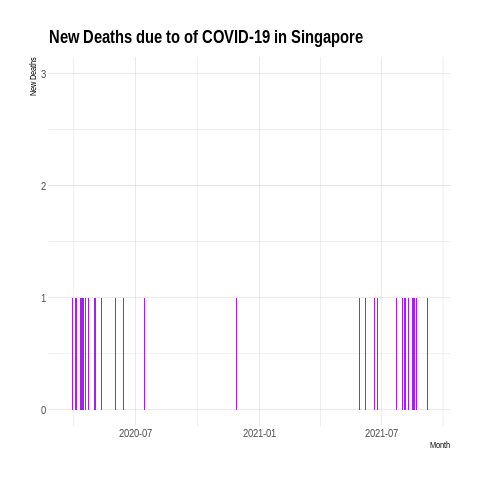 New Deaths due to of COVID-19 in Singapore
New Deaths
3
2
1
0
2020-07 2021-01 2021-07
Month